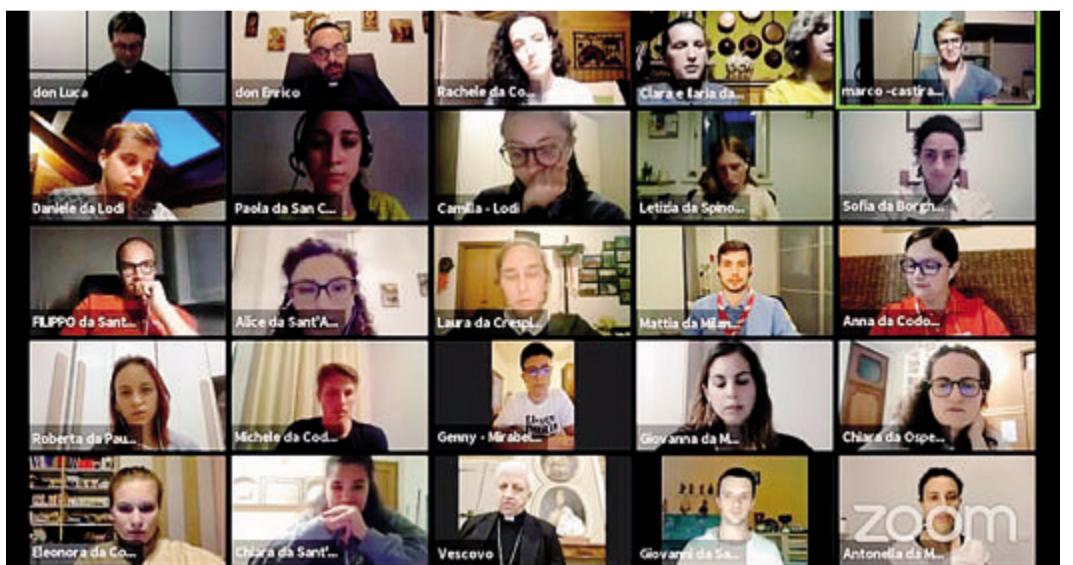 don Luca
don Enrico
Rachele da Co...
Clara e Ilaria da...
marco -castira...
Daniele da Lodi
Paola da San C...
Camilla - Lodi
Letizia da Spino...
Sofia da Borgh...
FILIPPO da Sant...
Alice da Sant'A...
Laura da Crespi...
Mattia da Milan...
Anna da Codo...
Roberta da Pau...
Michele da Cod...
Genny - Mirabel...
Giovanna da M...
Chiara da Ospe...
Eleonora da Co...
Chiara da Sant'...
Vescovo
Giovanni da Sa...
Antonella da M...
zoom